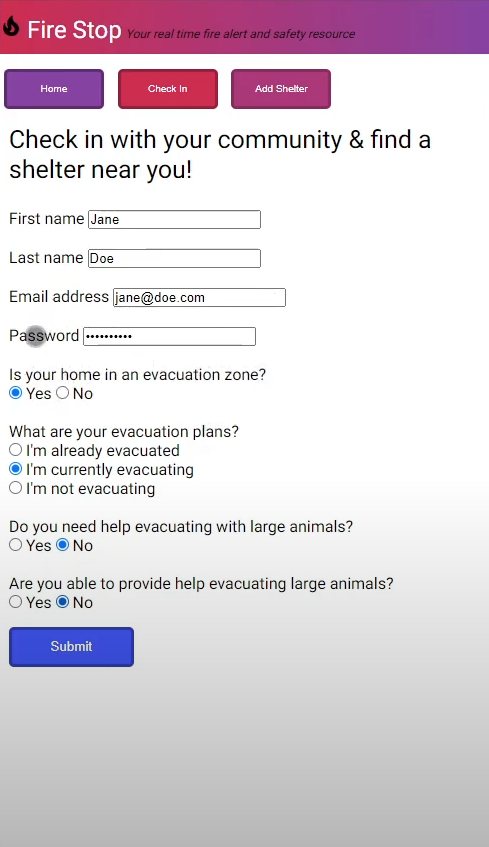 Fire Stop Your real time fire alert and safety resource
Home Check In Add Shelter
Check in with your community & find a
shelter near you!
First name Jane
Last name Doe
Email address jane@doe.com
Password ••••••••••
Is your home in an evacuation zone?
Yes No
What are your evacuation plans?
I'm already evacuated
I'm currently evacuating
I'm not evacuating
Do you need help evacuating with large animals?
Yes No
Are you able to provide help evacuating large animals?
Yes No
Submit